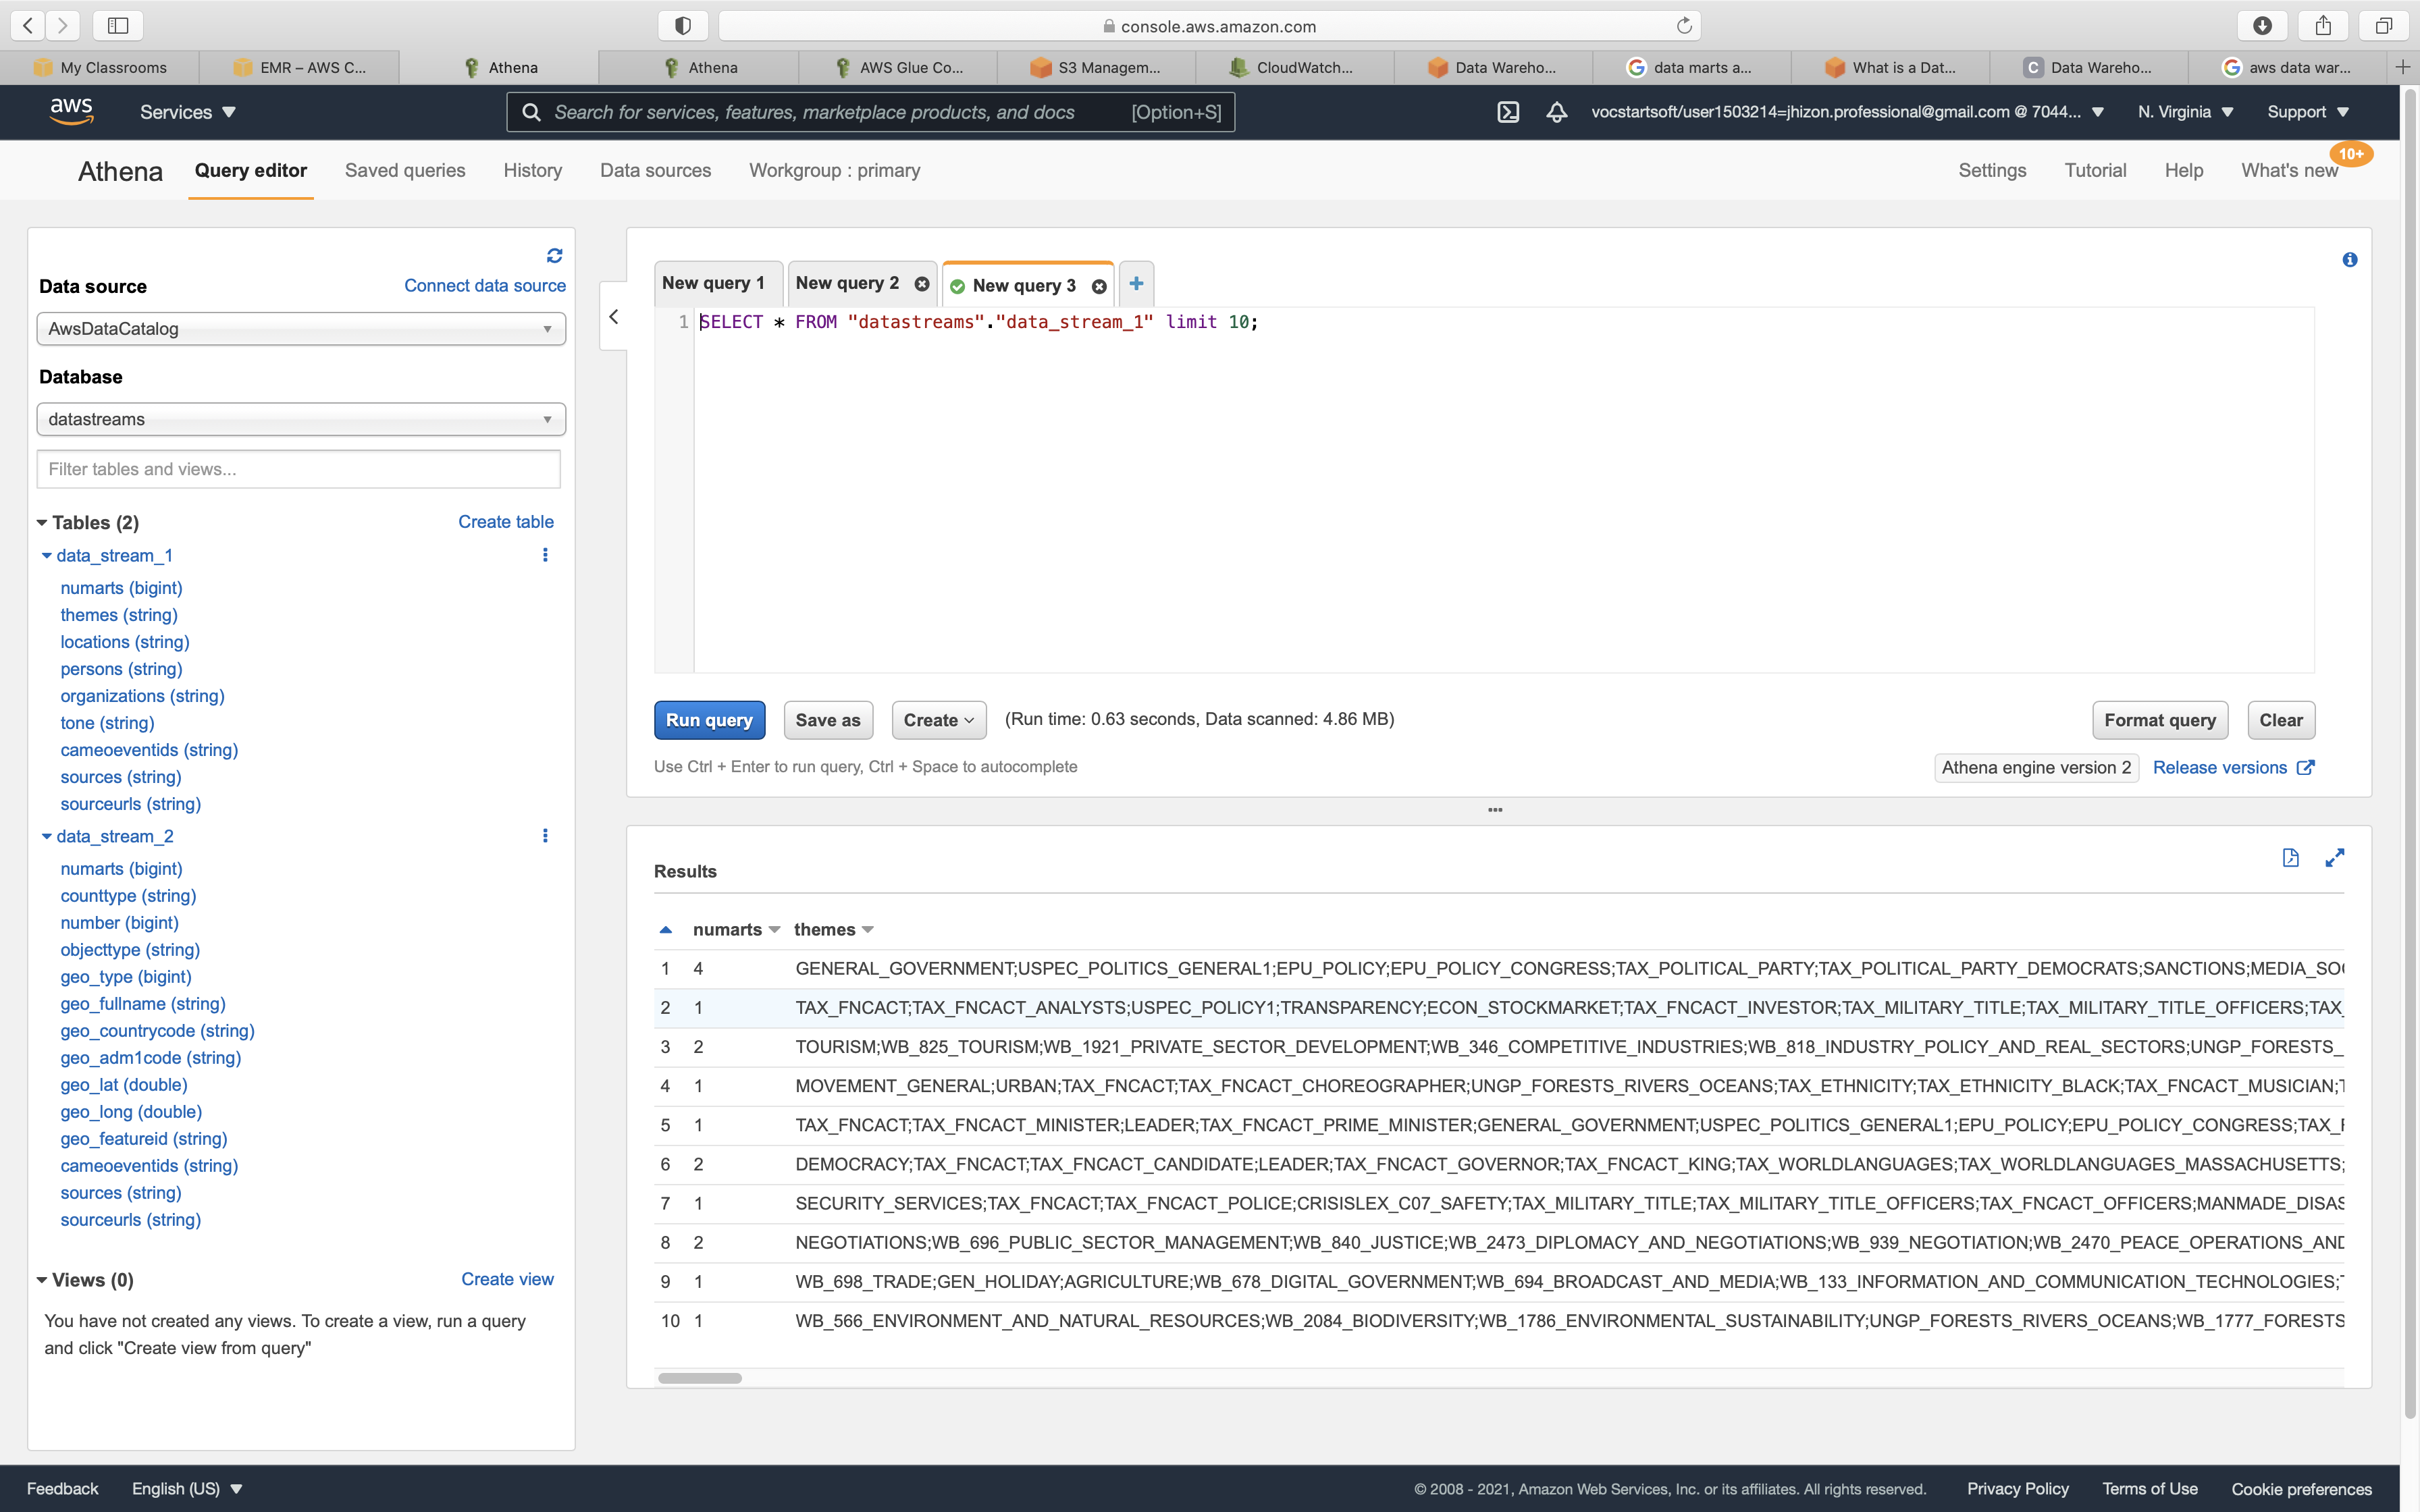 console.aws.amazon.com
My Classrooms
EMR – AWS C...
Athena
Athena
AWS Glue Co...
S3 Managem...
CloudWatch...
Data Wareho...
data marts a...
What is a Dat...
C Data Wareho...
aws data war...
aws
Services
Search for services, features, marketplace products, and docs
[Option+S]
vocstartsoft/user1503214=jhizon.professional@gmail.com @ 7044...
N. Virginia
Support
Athena
Query editor
Saved queries
History
Data sources
Workgroup : primary
Settings
Tutorial
Help
What's new
10+
Data source
Connect data source
AwsDataCatalog
Database
datastreams
Filter tables and views...
Tables (2)
Create table
data_stream_1
numarts (bigint)
themes (string)
locations (string)
persons (string)
organizations (string)
tone (string)
cameoeventids (string)
sources (string)
sourceurls (string)
data_stream_2
numarts (bigint)
counttype (string)
number (bigint)
objecttype (string)
geo_type (bigint)
geo_fullname (string)
geo_countrycode (string)
geo_adm1code (string)
geo_lat (double)
geo_long (double)
geo_featureid (string)
cameoeventids (string)
sources (string)
sourceurls (string)
Views (0)
Create view
You have not created any views. To create a view, run a query
and click "Create view from query"
New query 1
New query 2
New query 3
1 SELECT * FROM "datastreams"."data_stream_1" limit 10;
Run query
Save as
Create
(Run time: 0.63 seconds, Data scanned: 4.86 MB)
Format query
Clear
Use Ctrl + Enter to run query, Ctrl + Space to autocomplete
Athena engine version 2
Release versions
Results
numarts themes
1 4 GENERAL_GOVERNMENT;USPEC_POLITICS_GENERAL1;EPU_POLICY;EPU_POLICY_CONGRESS;TAX_POLITICAL_PARTY;TAX_POLITICAL_PARTY_DEMOCRATS;SANCTIONS;MEDIA_SO
2 1 TAX_FNCACT;TAX_FNCACT_ANALYSTS;USPEC_POLICY1;TRANSPARENCY;ECON_STOCKMARKET;TAX_FNCACT_INVESTOR;TAX_MILITARY_TITLE;TAX_MILITARY_TITLE_OFFICERS;TAX_
3 2 TOURISM;WB_825_TOURISM;WB_1921_PRIVATE_SECTOR_DEVELOPMENT;WB_346_COMPETITIVE_INDUSTRIES;WB_818_INDUSTRY_POLICY_AND_REAL_SECTORS;UNGP_FORESTS_
4 1 MOVEMENT_GENERAL;URBAN;TAX_FNCACT;TAX_FNCACT_CHOREOGRAPHER;UNGP_FORESTS_RIVERS_OCEANS;TAX_ETHNICITY;TAX_ETHNICITY_BLACK;TAX_FNCACT_MUSICIAN;
5 1 TAX_FNCACT;TAX_FNCACT_MINISTER;LEADER;TAX_FNCACT_PRIME_MINISTER;GENERAL_GOVERNMENT;USPEC_POLITICS_GENERAL1;EPU_POLICY;EPU_POLICY_CONGRESS;TAX_
6 2 DEMOCRACY;TAX_FNCACT;TAX_FNCACT_CANDIDATE;LEADER;TAX_FNCACT_GOVERNOR;TAX_FNCACT_KING;TAX_WORLDLANGUAGES;TAX_WORLDLANGUAGES_MASSACHUSETTS;
7 1 SECURITY_SERVICES;TAX_FNCACT;TAX_FNCACT_POLICE;CRISISLEX_C07_SAFETY;TAX_MILITARY_TITLE;TAX_MILITARY_TITLE_OFFICERS;TAX_FNCACT_OFFICERS;MANMADE_DISAS
8 2 NEGOTIATIONS;WB_696_PUBLIC_SECTOR_MANAGEMENT;WB_840_JUSTICE;WB_2473_DIPLOMACY_AND_NEGOTIATIONS;WB_939_NEGOTIATION;WB_2470_PEACE_OPERATIONS_AND
9 1 WB_698_TRADE;GEN_HOLIDAY;AGRICULTURE;WB_678_DIGITAL_GOVERNMENT;WB_694_BROADCAST_AND_MEDIA;WB_133_INFORMATION_AND_COMMUNICATION_TECHNOLOGIES;
10 1 WB_566_ENVIRONMENT_AND_NATURAL_RESOURCES;WB_2084_BIODIVERSITY;WB_1786_ENVIRONMENTAL_SUSTAINABILITY;UNGP_FORESTS_RIVERS_OCEANS;WB_1777_FORESTS
Feedback
English (US)
© 2008 - 2021, Amazon Web Services, Inc. or its affiliates. All rights reserved.
Privacy Policy
Terms of Use
Cookie preferences